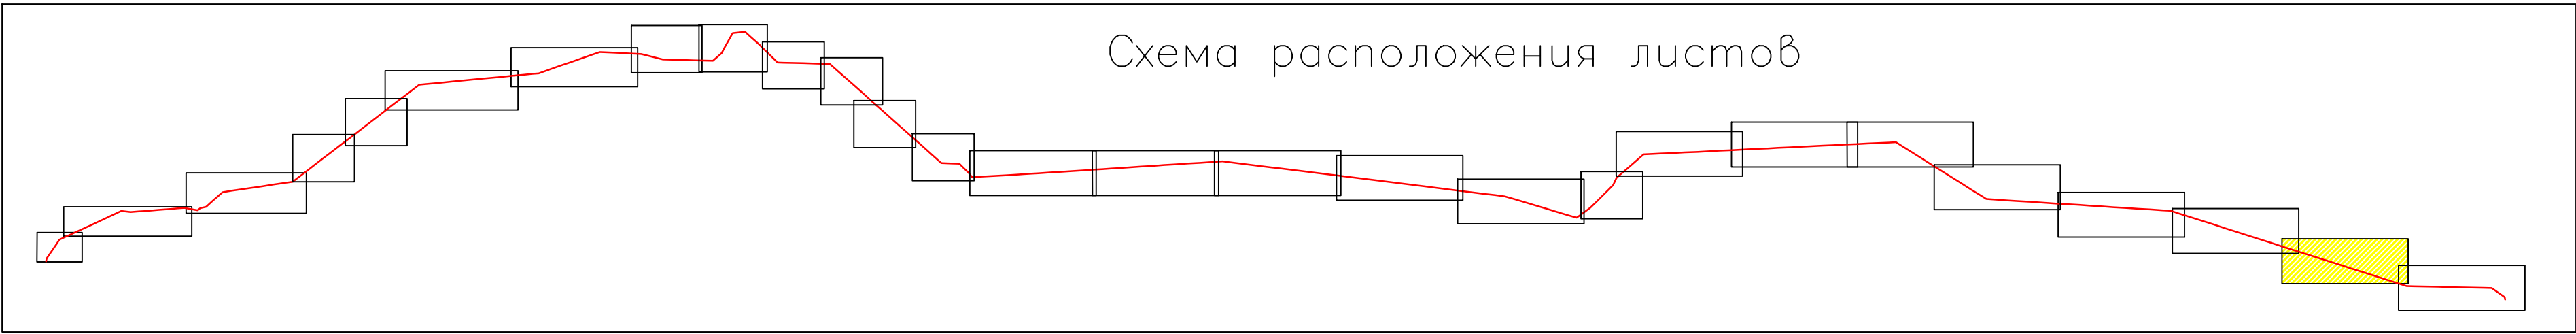 Схема расположения листов